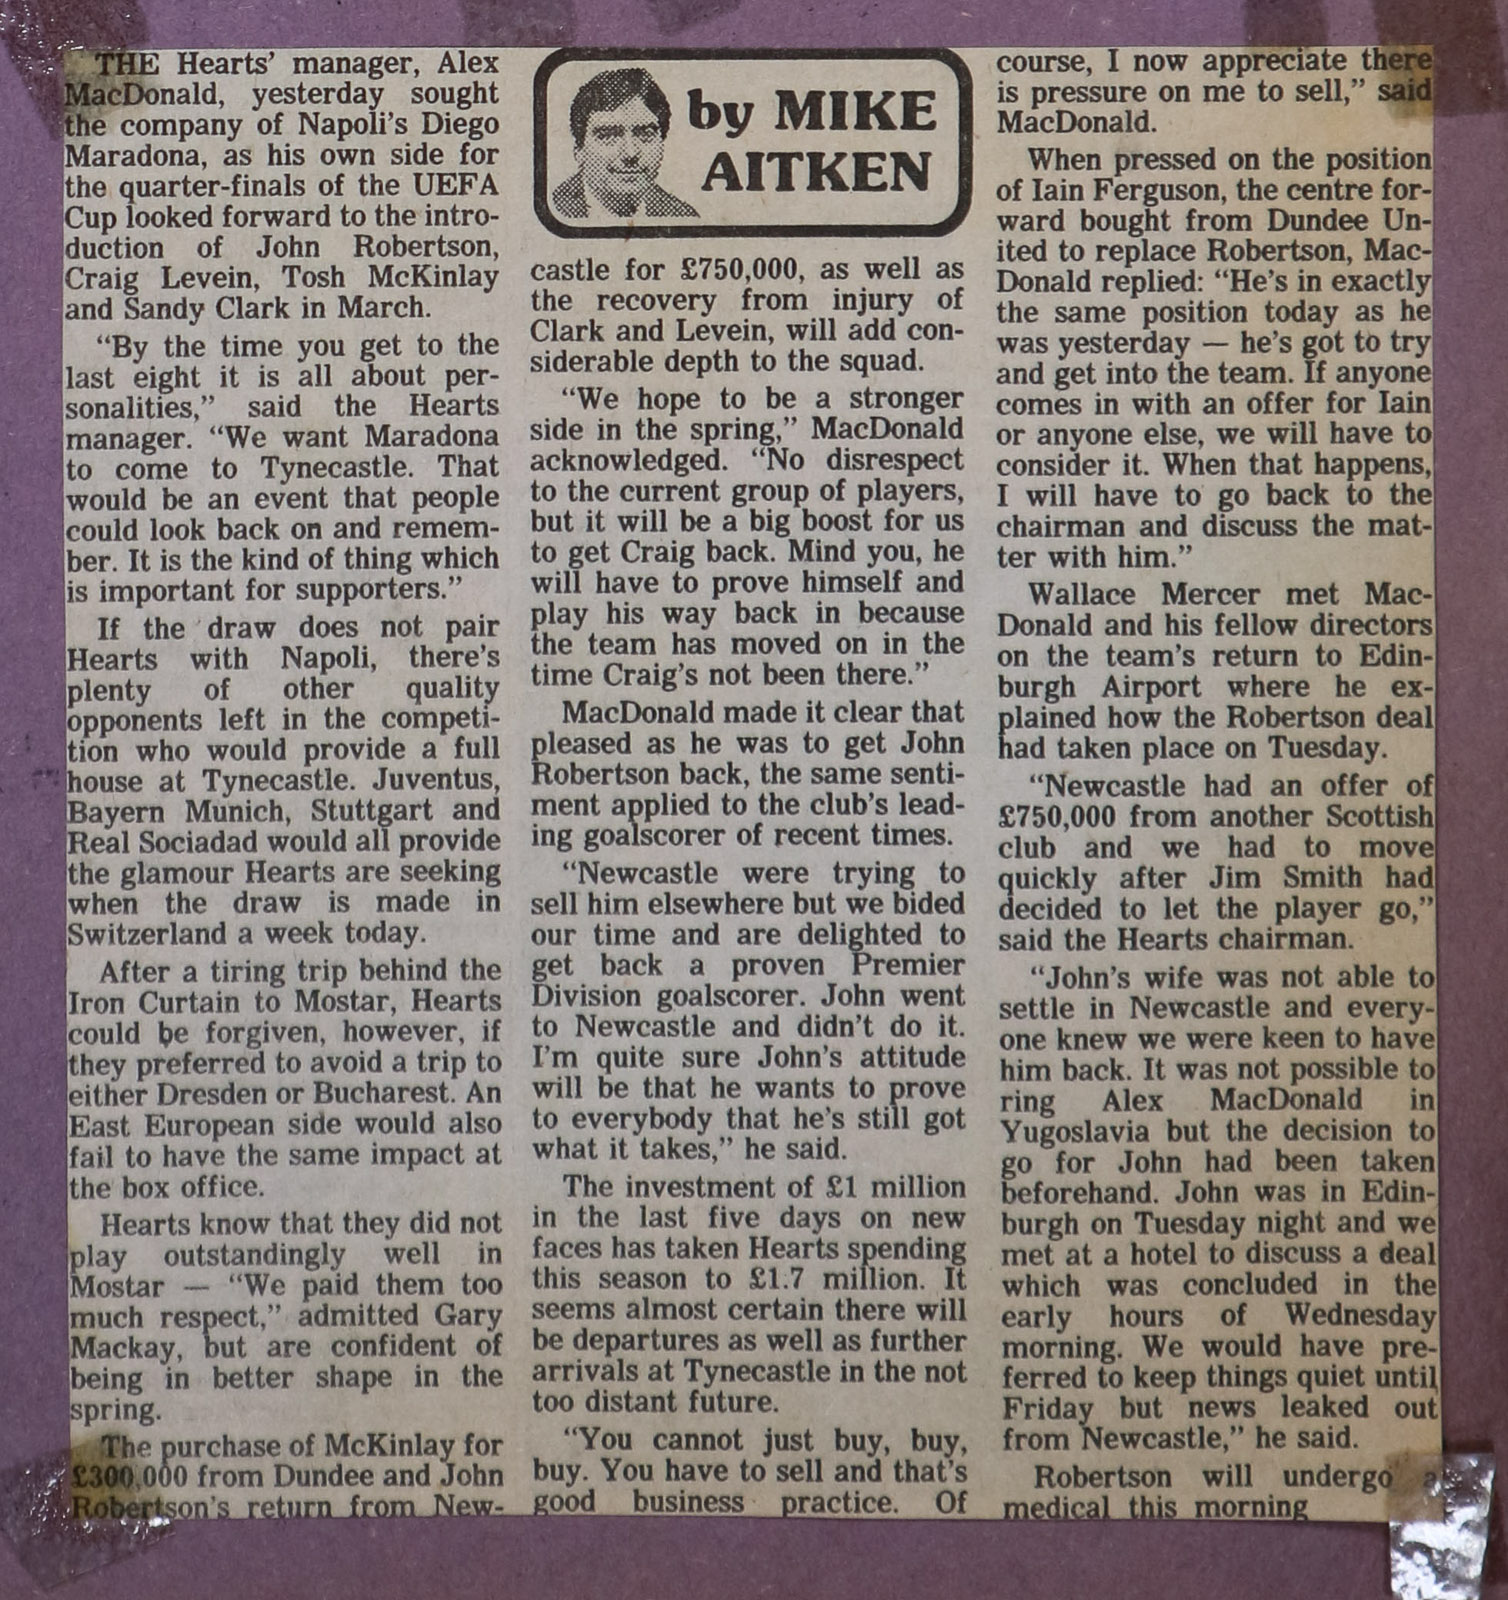 THE Hearts' manager, Alex
MacDonald, yesterday sought
the company of Napoli's Diego
Maradona, as his own side for
the quarter-finals of the UEFA
Cup looked forward to the intro-
duction of John Robertson,
Craig Levein, Tosh McKinlay
and Sandy Clark in March.
"By the time you get to the
last eight it is all about per-
sonalities," said the Hearts
manager. "We want Maradona
to come to Tynecastle. That
would be an event that people
could look back on and remem-
ber. It is the kind of thing which
is important for supporters."
If the draw does not pair
Hearts with Napoli, there's
plenty of other quality
opponents left in the competi-
tion who would provide a full
house at Tynecastle. Juventus,
Bayern Munich, Stuttgart and
Real Sociadad would all provide
the glamour Hearts are seeking
when the draw is made in
Switzerland a week today.
After a tiring trip behind the
Iron Curtain to Mostar, Hearts
could be forgiven, however, if
they preferred to avoid a trip to
either Dresden or Bucharest. An
East European side would also
fail to have the same impact at
the box office.
Hearts know that they did not
play outstandingly well in
Mostar — "We paid them too
much respect," admitted Gary
Mackay, but are confident of
being in better shape in the
spring.
The purchase of McKinlay for
£300,000 from Dundee and John
Robertson's return from New-
by MIKE
AITKEN
castle for £750,000, as well as
the recovery from injury of
Clark and Levein, will add con-
siderable depth to the squad.
"We hope to be a stronger
side in the spring," MacDonald
acknowledged. "No disrespect
to the current group of players,
but it will be a big boost for us
to get Craig back. Mind you, he
will have to prove himself and
play his way back in because
the team has moved on in the
time Craig's not been there."
MacDonald made it clear that
pleased as he was to get John
Robertson back, the same senti-
ment applied to the club's lead-
ing goalscorer of recent times.
"Newcastle were trying to
sell him elsewhere but we bided
our time and are delighted to
get back a proven Premier
Division goalscorer. John went
to Newcastle and didn't do it.
I'm quite sure John's attitude
will be that he wants to prove
to everybody that he's still got
what it takes," he said.
The investment of £1 million
in the last five days on new
faces has taken Hearts spending
this season to £1.7 million. It
seems almost certain there will
be departures as well as further
arrivals at Tynecastle in the not
too distant future.
"You cannot just buy, buy,
buy. You have to sell and that's
good business practice. Of
course, I now appreciate there
is pressure on me to sell," said
MacDonald.
When pressed on the position
of Iain Ferguson, the centre for-
ward bought from Dundee Un-
ited to replace Robertson, Mac-
Donald replied: "He's in exactly
the same position today as he
was yesterday — he's got to try
and get into the team. If anyone
comes in with an offer for Iain
or anyone else, we will have to
consider it. When that happens,
I will have to go back to the
chairman and discuss the mat-
ter with him."
Wallace Mercer met Mac-
Donald and his fellow directors
on the team's return to Edin-
burgh Airport where he ex-
plained how the Robertson deal
had taken place on Tuesday.
"Newcastle had an offer of
£750,000 from another Scottish
club and we had to move
quickly after Jim Smith had
decided to let the player go,"
said the Hearts chairman.
"John's wife was not able to
settle in Newcastle and every-
one knew we were keen to have
him back. It was not possible to
ring Alex MacDonald in
Yugoslavia but the decision to
go for John had been taken
beforehand. John was in Edin-
burgh on Tuesday night and we
met at a hotel to discuss a deal
which was concluded in the
early hours of Wednesday
morning. We would have pre-
ferred to keep things quiet until
Friday but news leaked out
from Newcastle," he said.
Robertson will undergo a
medical this morning